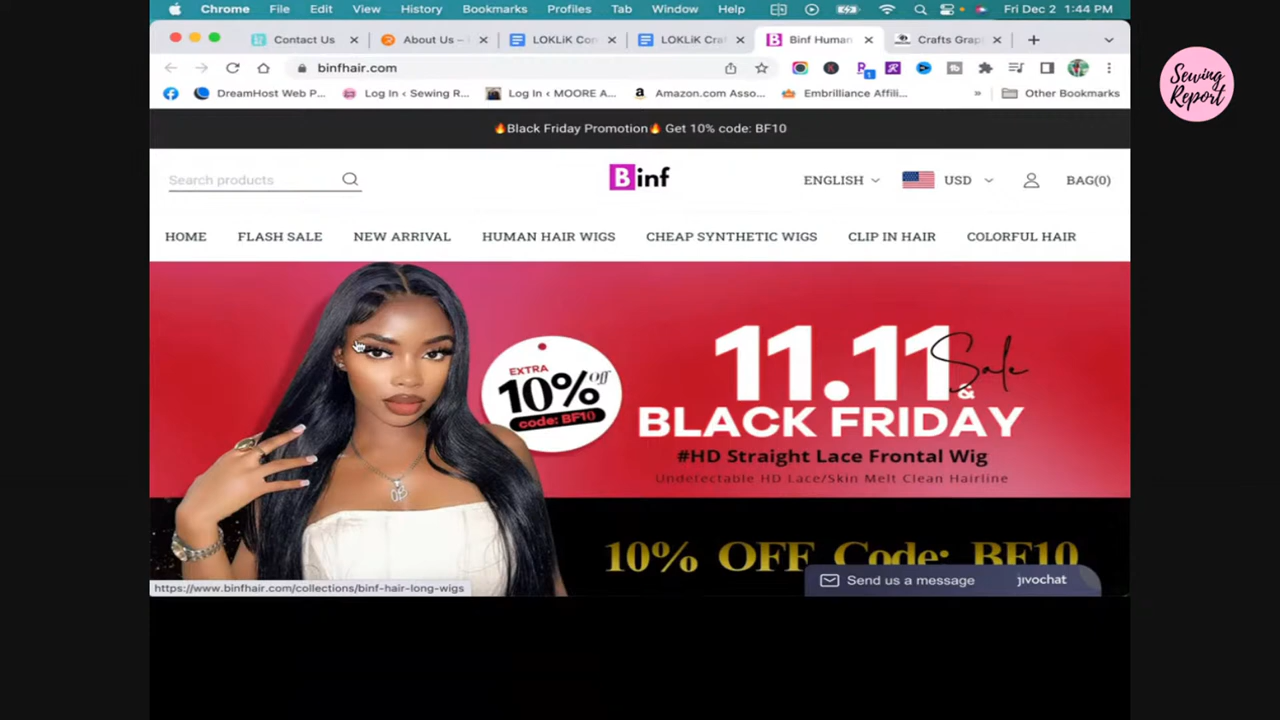 Chrome File Edit View History Bookmarks Profiles Tab Window Help Fri Dec 2 1:44 PM
Contact Us About Us – LOKLiK Con LOKLiK Cra Binf Human Crafts Grap
binfhair.com
DreamHost Web P... Log In ‹ Sewing R... Log In ‹ MOORE A... Amazon.com Asso... Embrilliance Affili... » Other Bookmarks
Sewing
Report
🔥Black Friday Promotion🔥 Get 10% code: BF10
Search products
Binf
ENGLISH USD BAG(0)
HOME FLASH SALE NEW ARRIVAL HUMAN HAIR WIGS CHEAP SYNTHETIC WIGS CLIP IN HAIR COLORFUL HAIR
EXTRA
10% off
code: BF10
11.11 Sale
&
BLACK FRIDAY
#HD Straight Lace Frontal Wig
Undetectable HD Lace/Skin Melt Clean Hairline
10% OFF Code: BF10
Send us a message jivochat
https://www.binfhair.com/collections/binf-hair-long-wigs